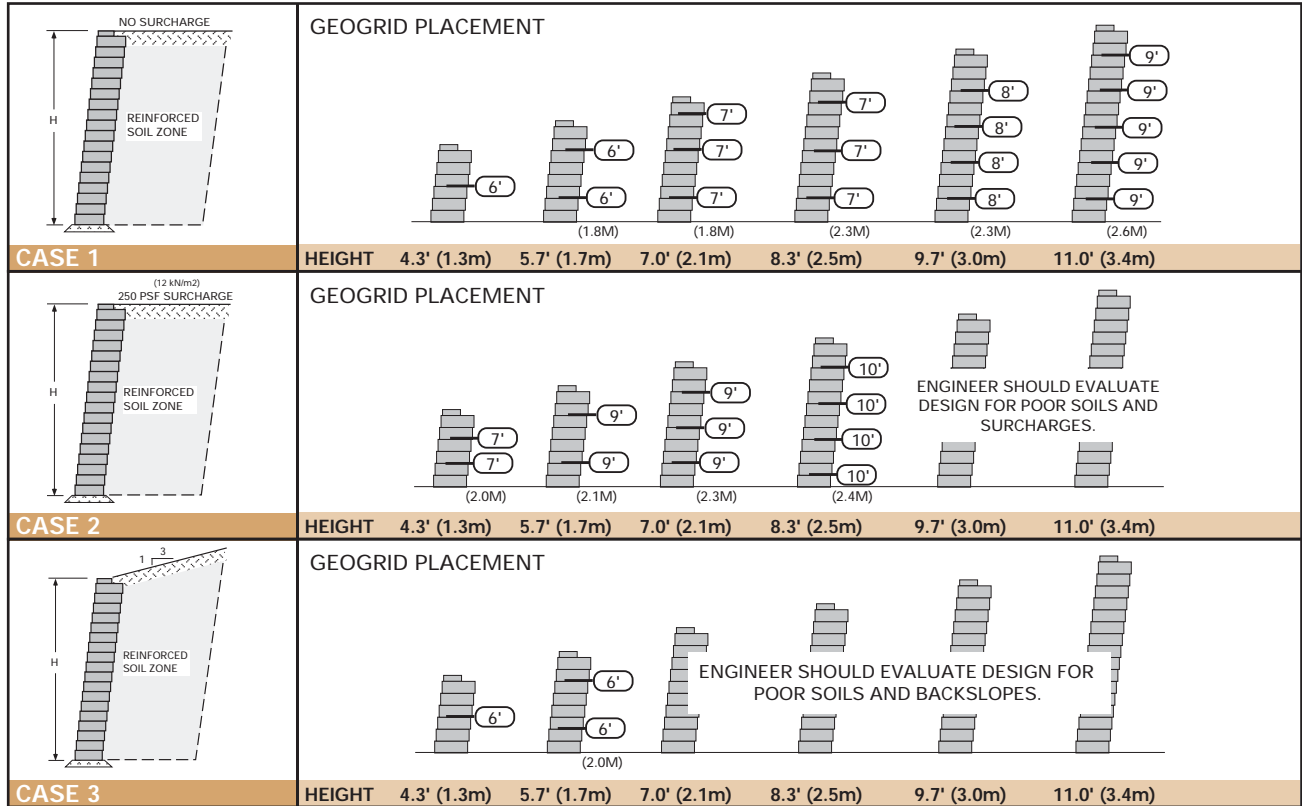 NO SURCHARGE
H
REINFORCED
SOIL ZONE
CASE 1
GEOGRID PLACEMENT
6'
6'
6'
7'
7'
7'
7'
7'
7'
8'
8'
8'
8'
9'
9'
9'
9'
9'
(1.8M) (1.8M) (2.3M) (2.3M) (2.6M)
HEIGHT 4.3' (1.3m) 5.7' (1.7m) 7.0' (2.1m) 8.3' (2.5m) 9.7' (3.0m) 11.0' (3.4m)
(12 kN/m2)
250 PSF SURCHARGE
H
REINFORCED
SOIL ZONE
CASE 2
GEOGRID PLACEMENT
7'
7'
9'
9'
9'
9'
9'
10'
10'
10'
10'
ENGINEER SHOULD EVALUATE
DESIGN FOR POOR SOILS AND
SURCHARGES.
(2.0M) (2.1M) (2.3M) (2.4M)
HEIGHT 4.3' (1.3m) 5.7' (1.7m) 7.0' (2.1m) 8.3' (2.5m) 9.7' (3.0m) 11.0' (3.4m)
1 3
H
REINFORCED
SOIL ZONE
CASE 3
GEOGRID PLACEMENT
6'
6'
6'
ENGINEER SHOULD EVALUATE DESIGN FOR
POOR SOILS AND BACKSLOPES.
(2.0M)
HEIGHT 4.3' (1.3m) 5.7' (1.7m) 7.0' (2.1m) 8.3' (2.5m) 9.7' (3.0m) 11.0' (3.4m)